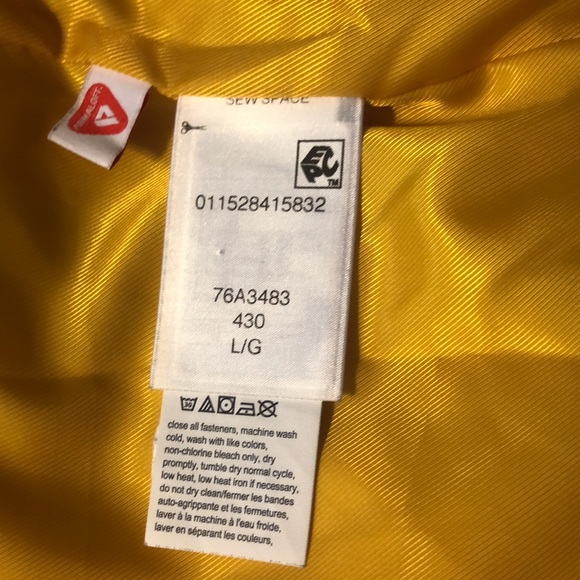 SEW SPACE
PRIMALOFT
EPC
TM
011528415832
76A3483
430
L/G
30
close all fasteners, machine wash
cold, wash with like colors,
non-chlorine bleach only, dry
promptly, tumble dry normal cycle,
low heat, low heat iron if necessary,
do not dry clean/fermer les bandes
auto-agrippante et les fermetures,
laver à la machine à l'eau froide,
laver en séparant les couleurs,